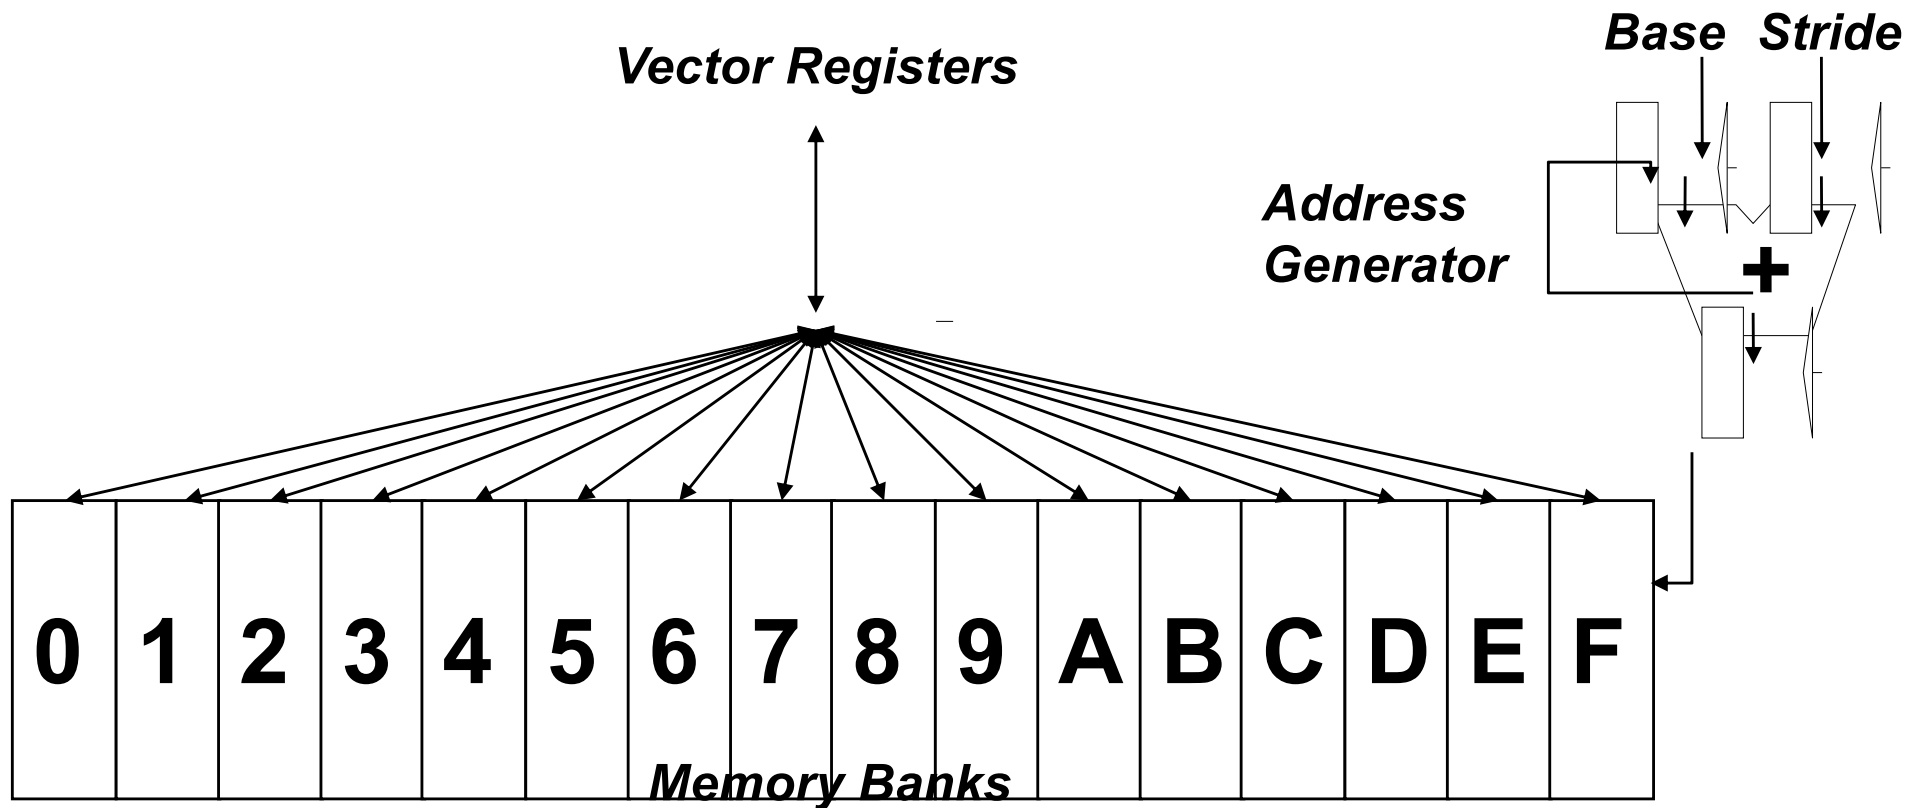 Base Stride
Vector Registers
Address
Generator
+
0 1 2 3 4 5 6 7 8 9 A B C D E F
Memory Banks